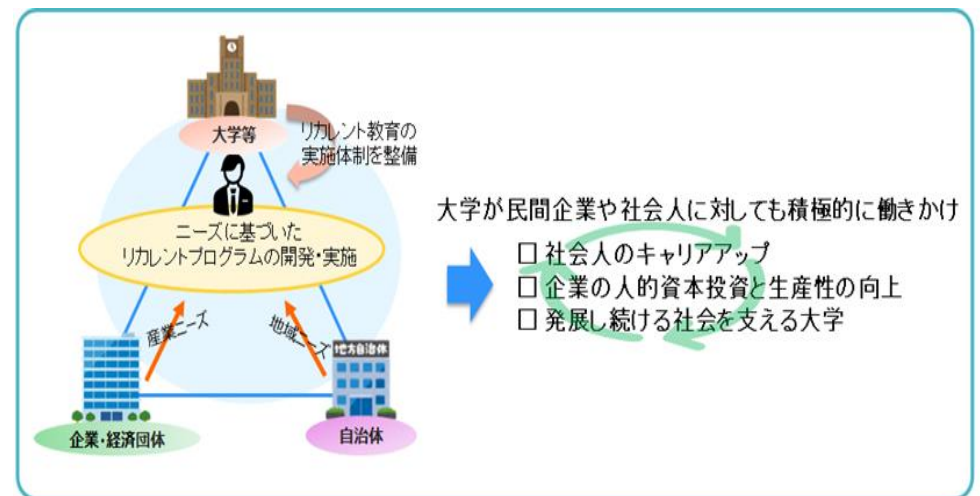 大学等
リカレント教育の
実施体制を整備
ニーズに基づいた
リカレントプログラムの開発・実施
産業ニーズ
地域ニーズ
地方自治体
企業・経済団体
自治体
大学が民間企業や社会人に対しても積極的に働きかけ
□ 社会人のキャリアアップ
□ 企業の人的資本投資と生産性の向上
□ 発展し続ける社会を支える大学